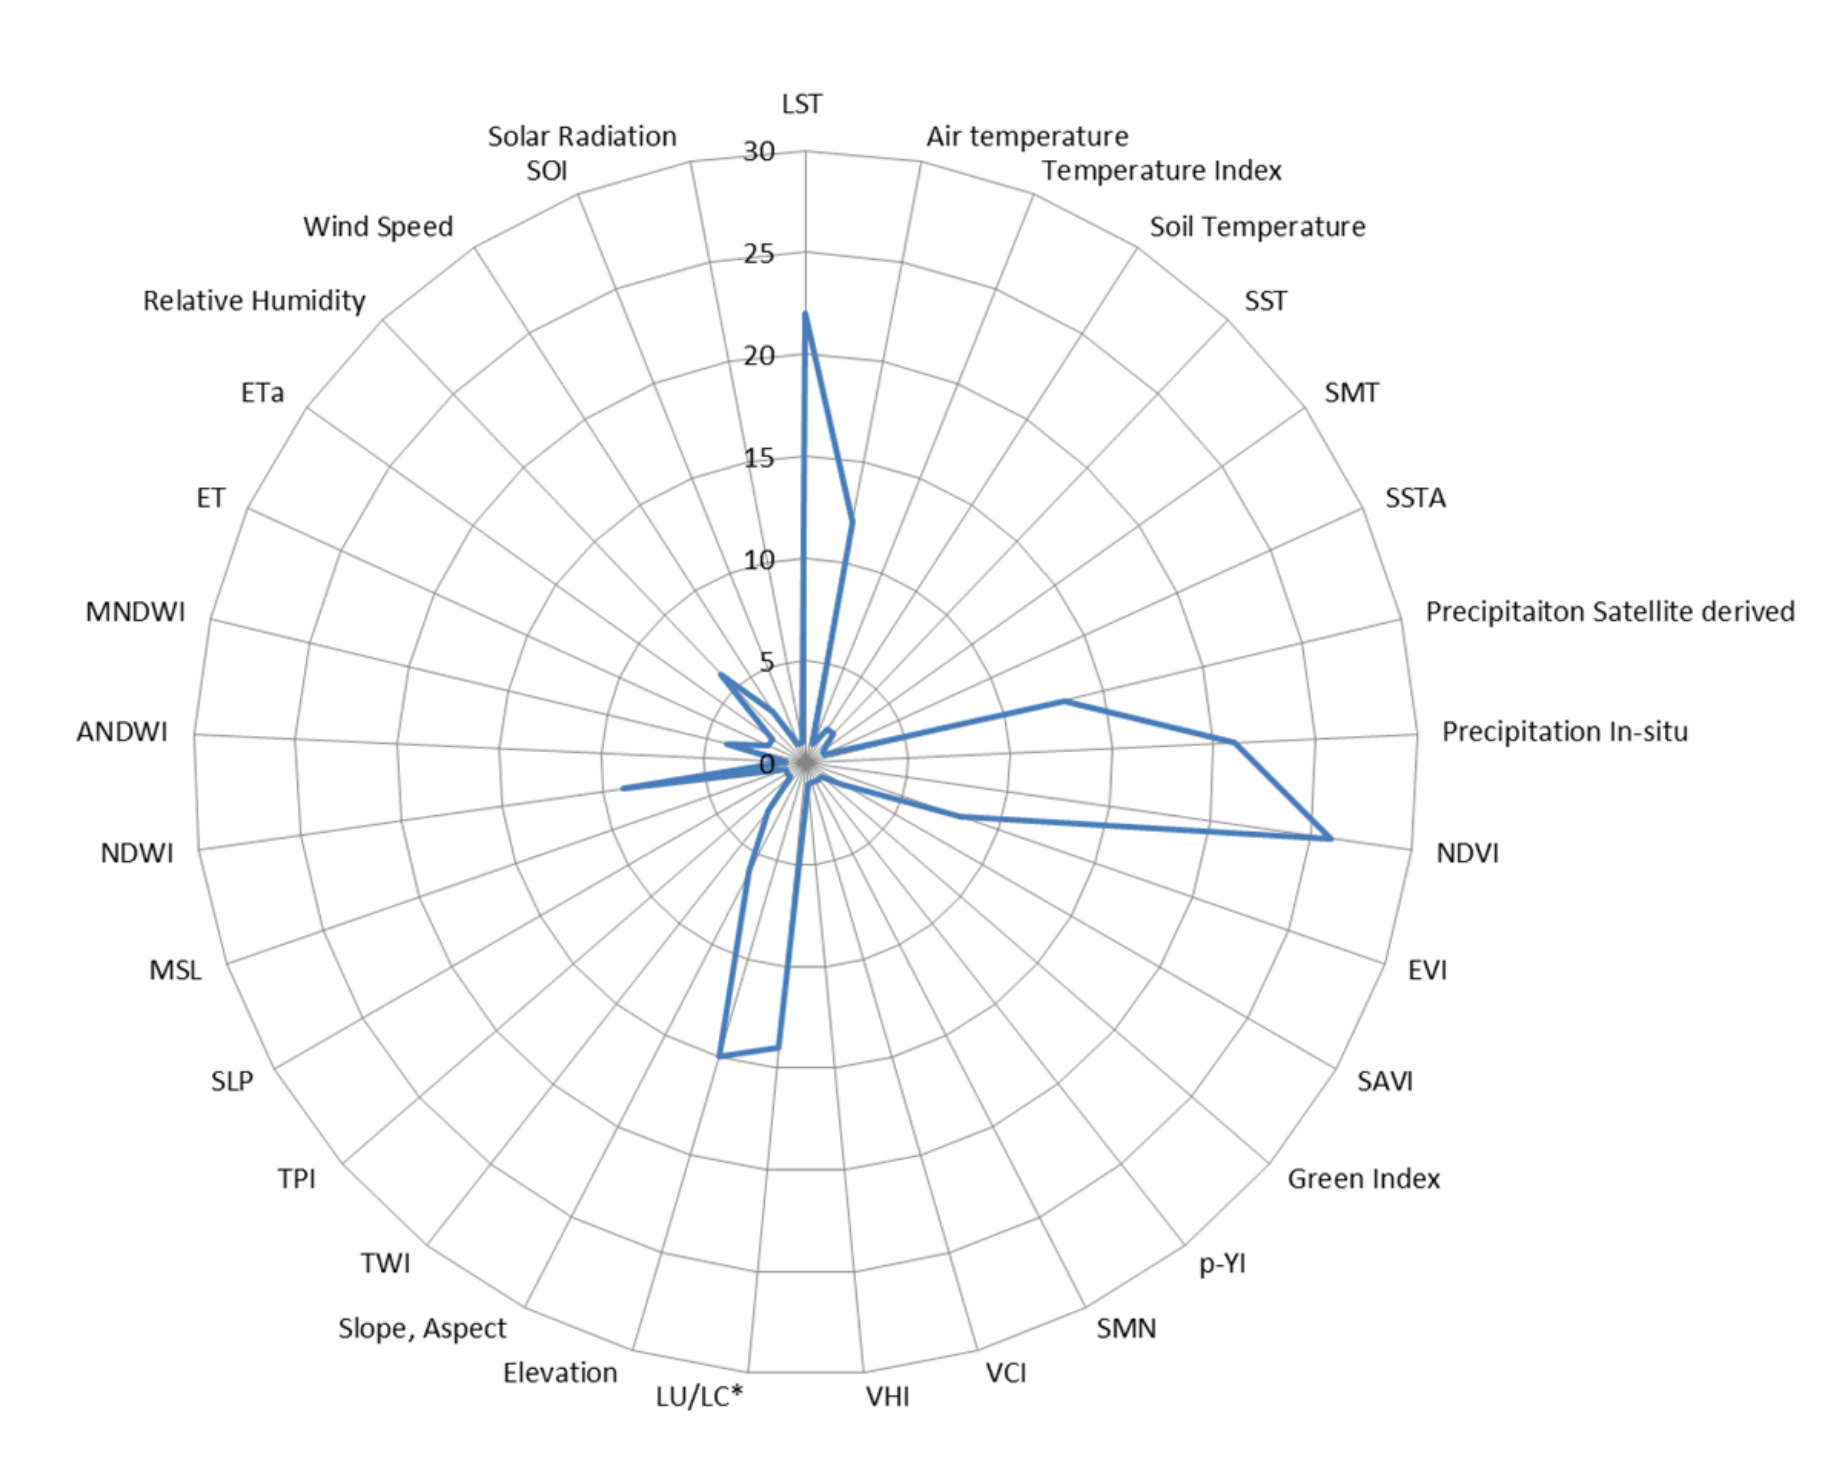 LST
Solar Radiation
Air temperature
SOI
Temperature Index
Wind Speed
Soil Temperature
Relative Humidity
SST
ETa
SMT
ET
SSTA
MNDWI
Precipitaiton Satellite derived
ANDWI
Precipitation In-situ
NDWI
NDVI
MSL
EVI
SLP
SAVI
TPI
Green Index
TWI
p-YI
Slope, Aspect
SMN
Elevation
VCI
LU/LC*
VHI
30
25
20
15
10
5
0